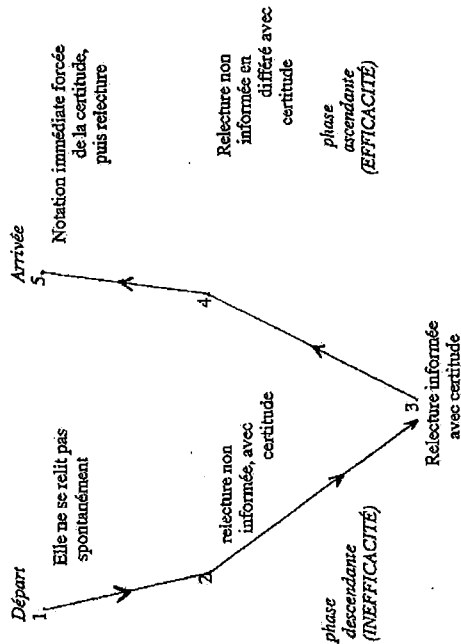 Départ
1.
Elle ne se relit pas
spontanément
2
relecture non
informée, avec
certitude
phase
descendante
(INEFFICACITÉ)
3
Relecture informée
avec certitude
Arrivée
5.
Notation immédiate forcée
de la certitude,
puis relecture
4
Relecture non
informée en
différé avec
certitude
phase
ascendante
(EFFICACITÉ)